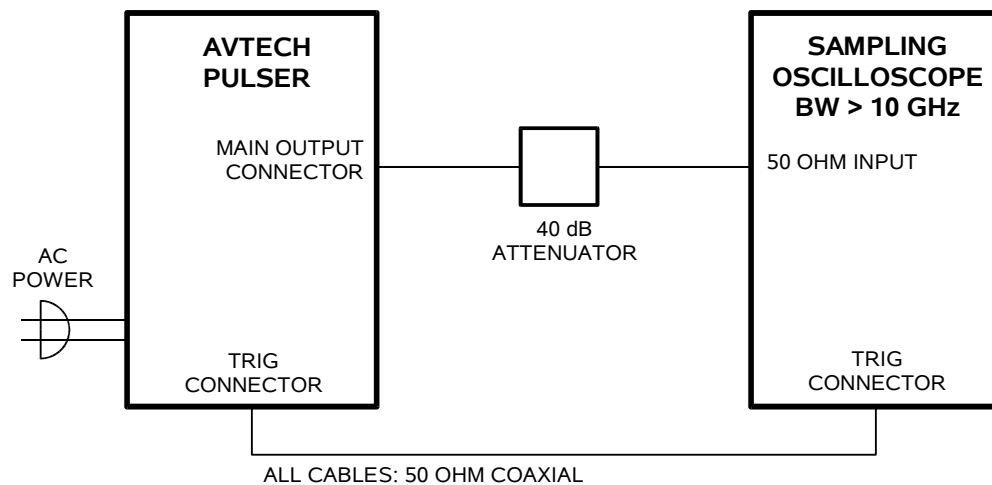 AVTECH
PULSER
MAIN OUTPUT
CONNECTOR
AC
POWER
TRIG
CONNECTOR
40 dB
ATTENUATOR
SAMPLING
OSCILLOSCOPE
BW > 10 GHz
50 OHM INPUT
TRIG
CONNECTOR
ALL CABLES: 50 OHM COAXIAL